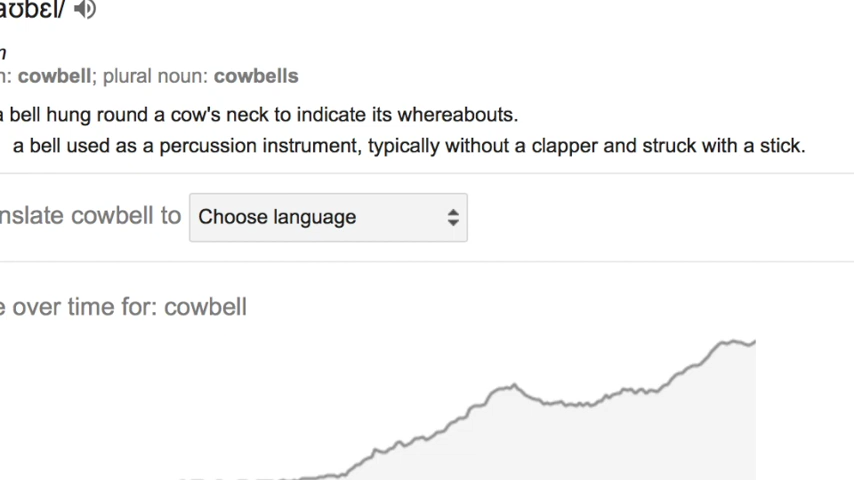 aʊbɛl/
n: cowbell; plural noun: cowbells
a bell hung round a cow's neck to indicate its whereabouts.
a bell used as a percussion instrument, typically without a clapper and struck with a stick.
nslate cowbell to Choose language
e over time for: cowbell